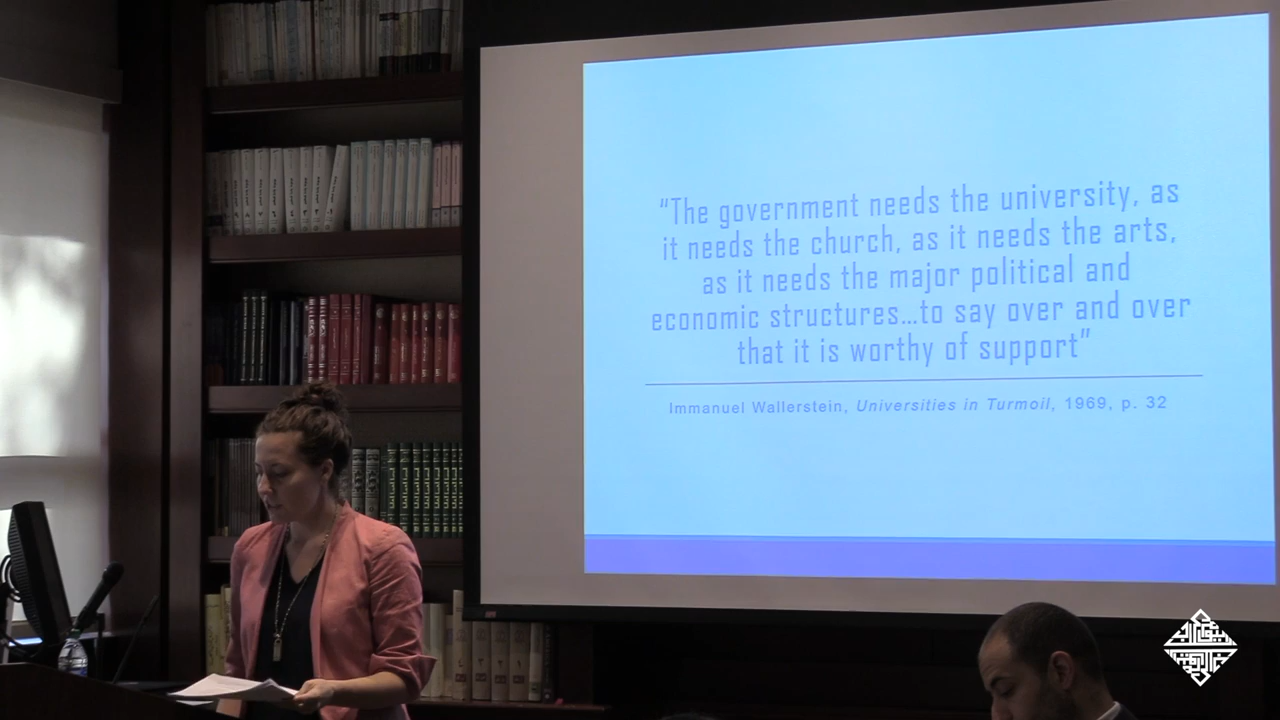 “The government needs the university, as
it needs the church, as it needs the arts,
as it needs the major political and
economic structures...to say over and over
that it is worthy of support”
Immanuel Wallerstein, Universities in Turmoil, 1969, p. 32